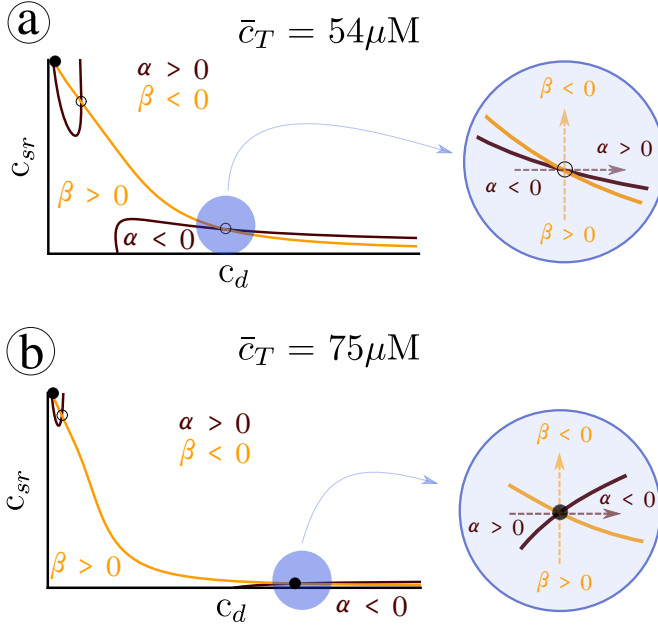 a
c̄_T = 54μM
α > 0
β < 0
c_sr
β > 0
α < 0
c_d
β < 0
α > 0
α < 0
β > 0
b
c̄_T = 75μM
α > 0
β < 0
c_sr
β > 0
c_d
α < 0
β < 0
α < 0
α > 0
β > 0